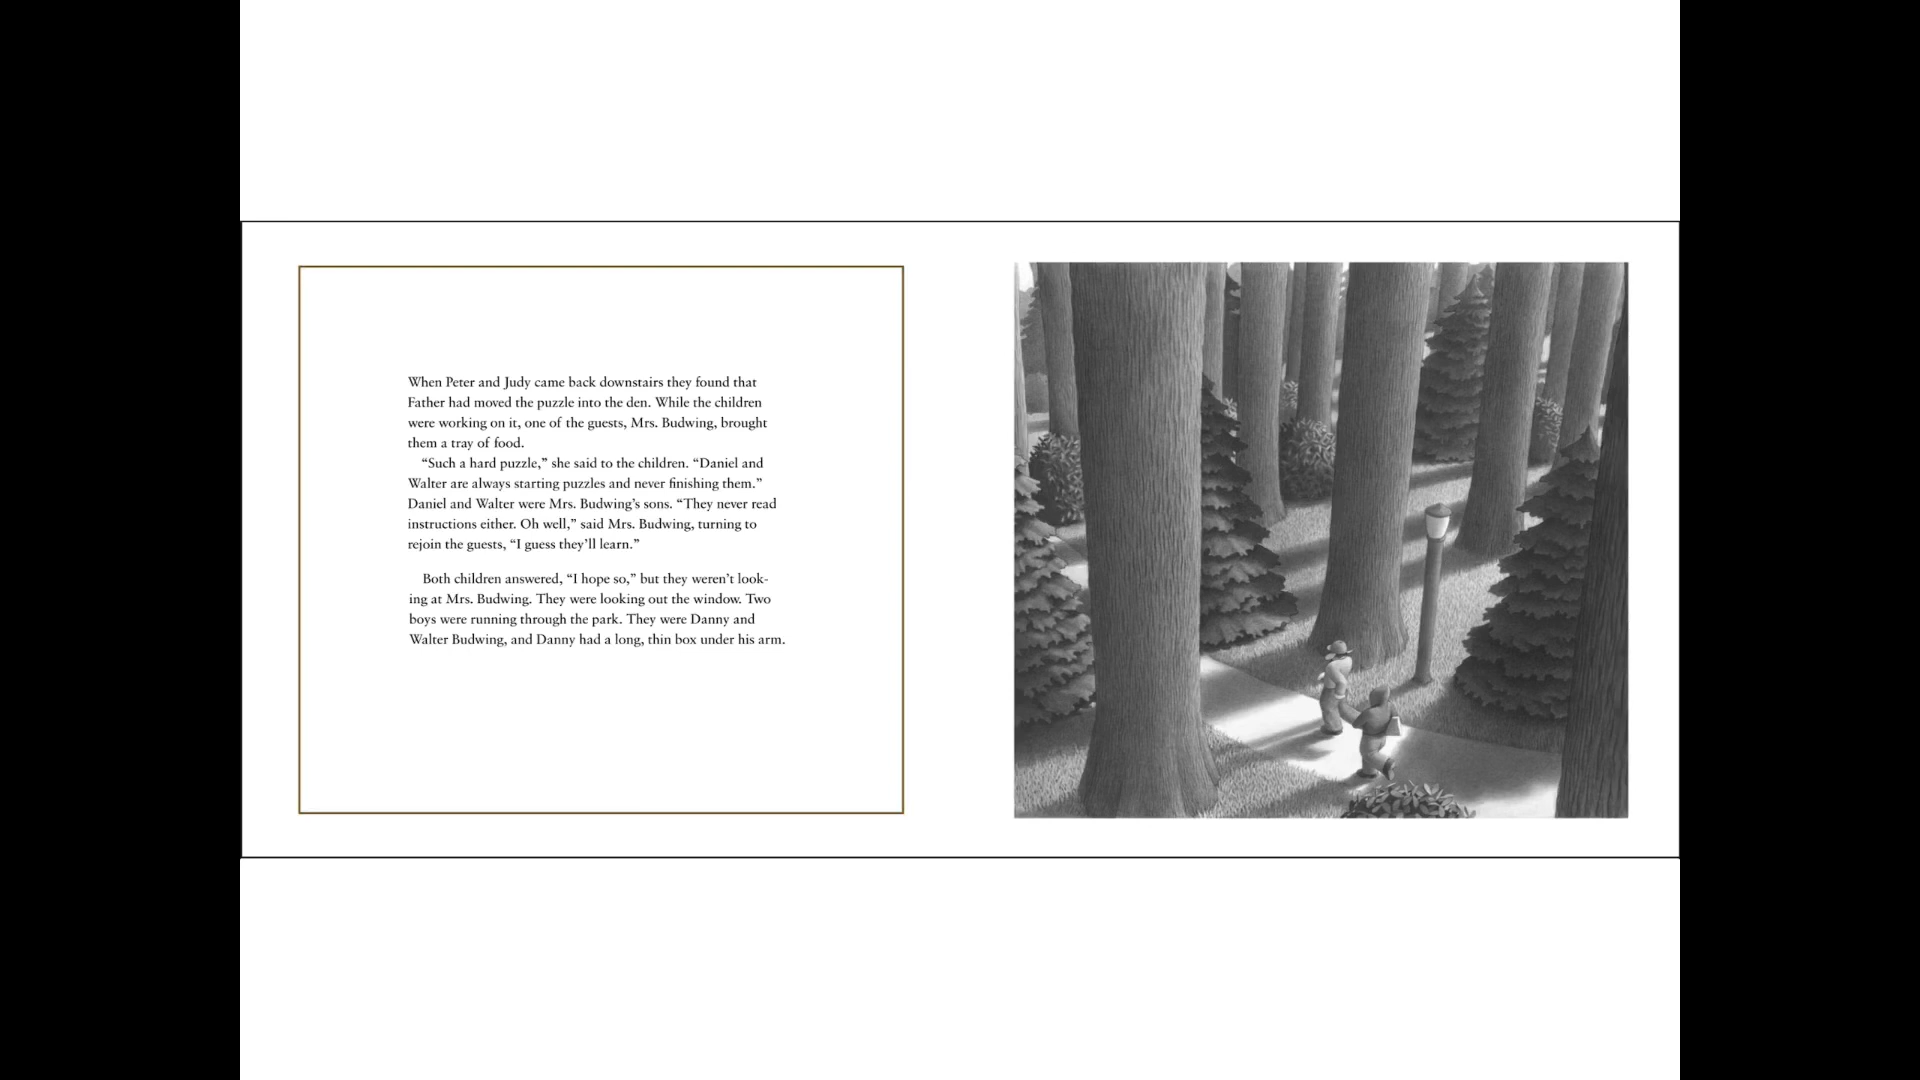 When Peter and Judy came back downstairs they found that
Father had moved the puzzle into the den. While the children
were working on it, one of the guests, Mrs. Budwing, brought
them a tray of food.
“Such a hard puzzle,” she said to the children. “Daniel and
Walter are always starting puzzles and never finishing them.”
Daniel and Walter were Mrs. Budwing’s sons. “They never read
instructions either. Oh well,” said Mrs. Budwing, turning to
rejoin the guests, “I guess they’ll learn.”
Both children answered, “I hope so,” but they weren’t look-
ing at Mrs. Budwing. They were looking out the window. Two
boys were running through the park. They were Danny and
Walter Budwing, and Danny had a long, thin box under his arm.